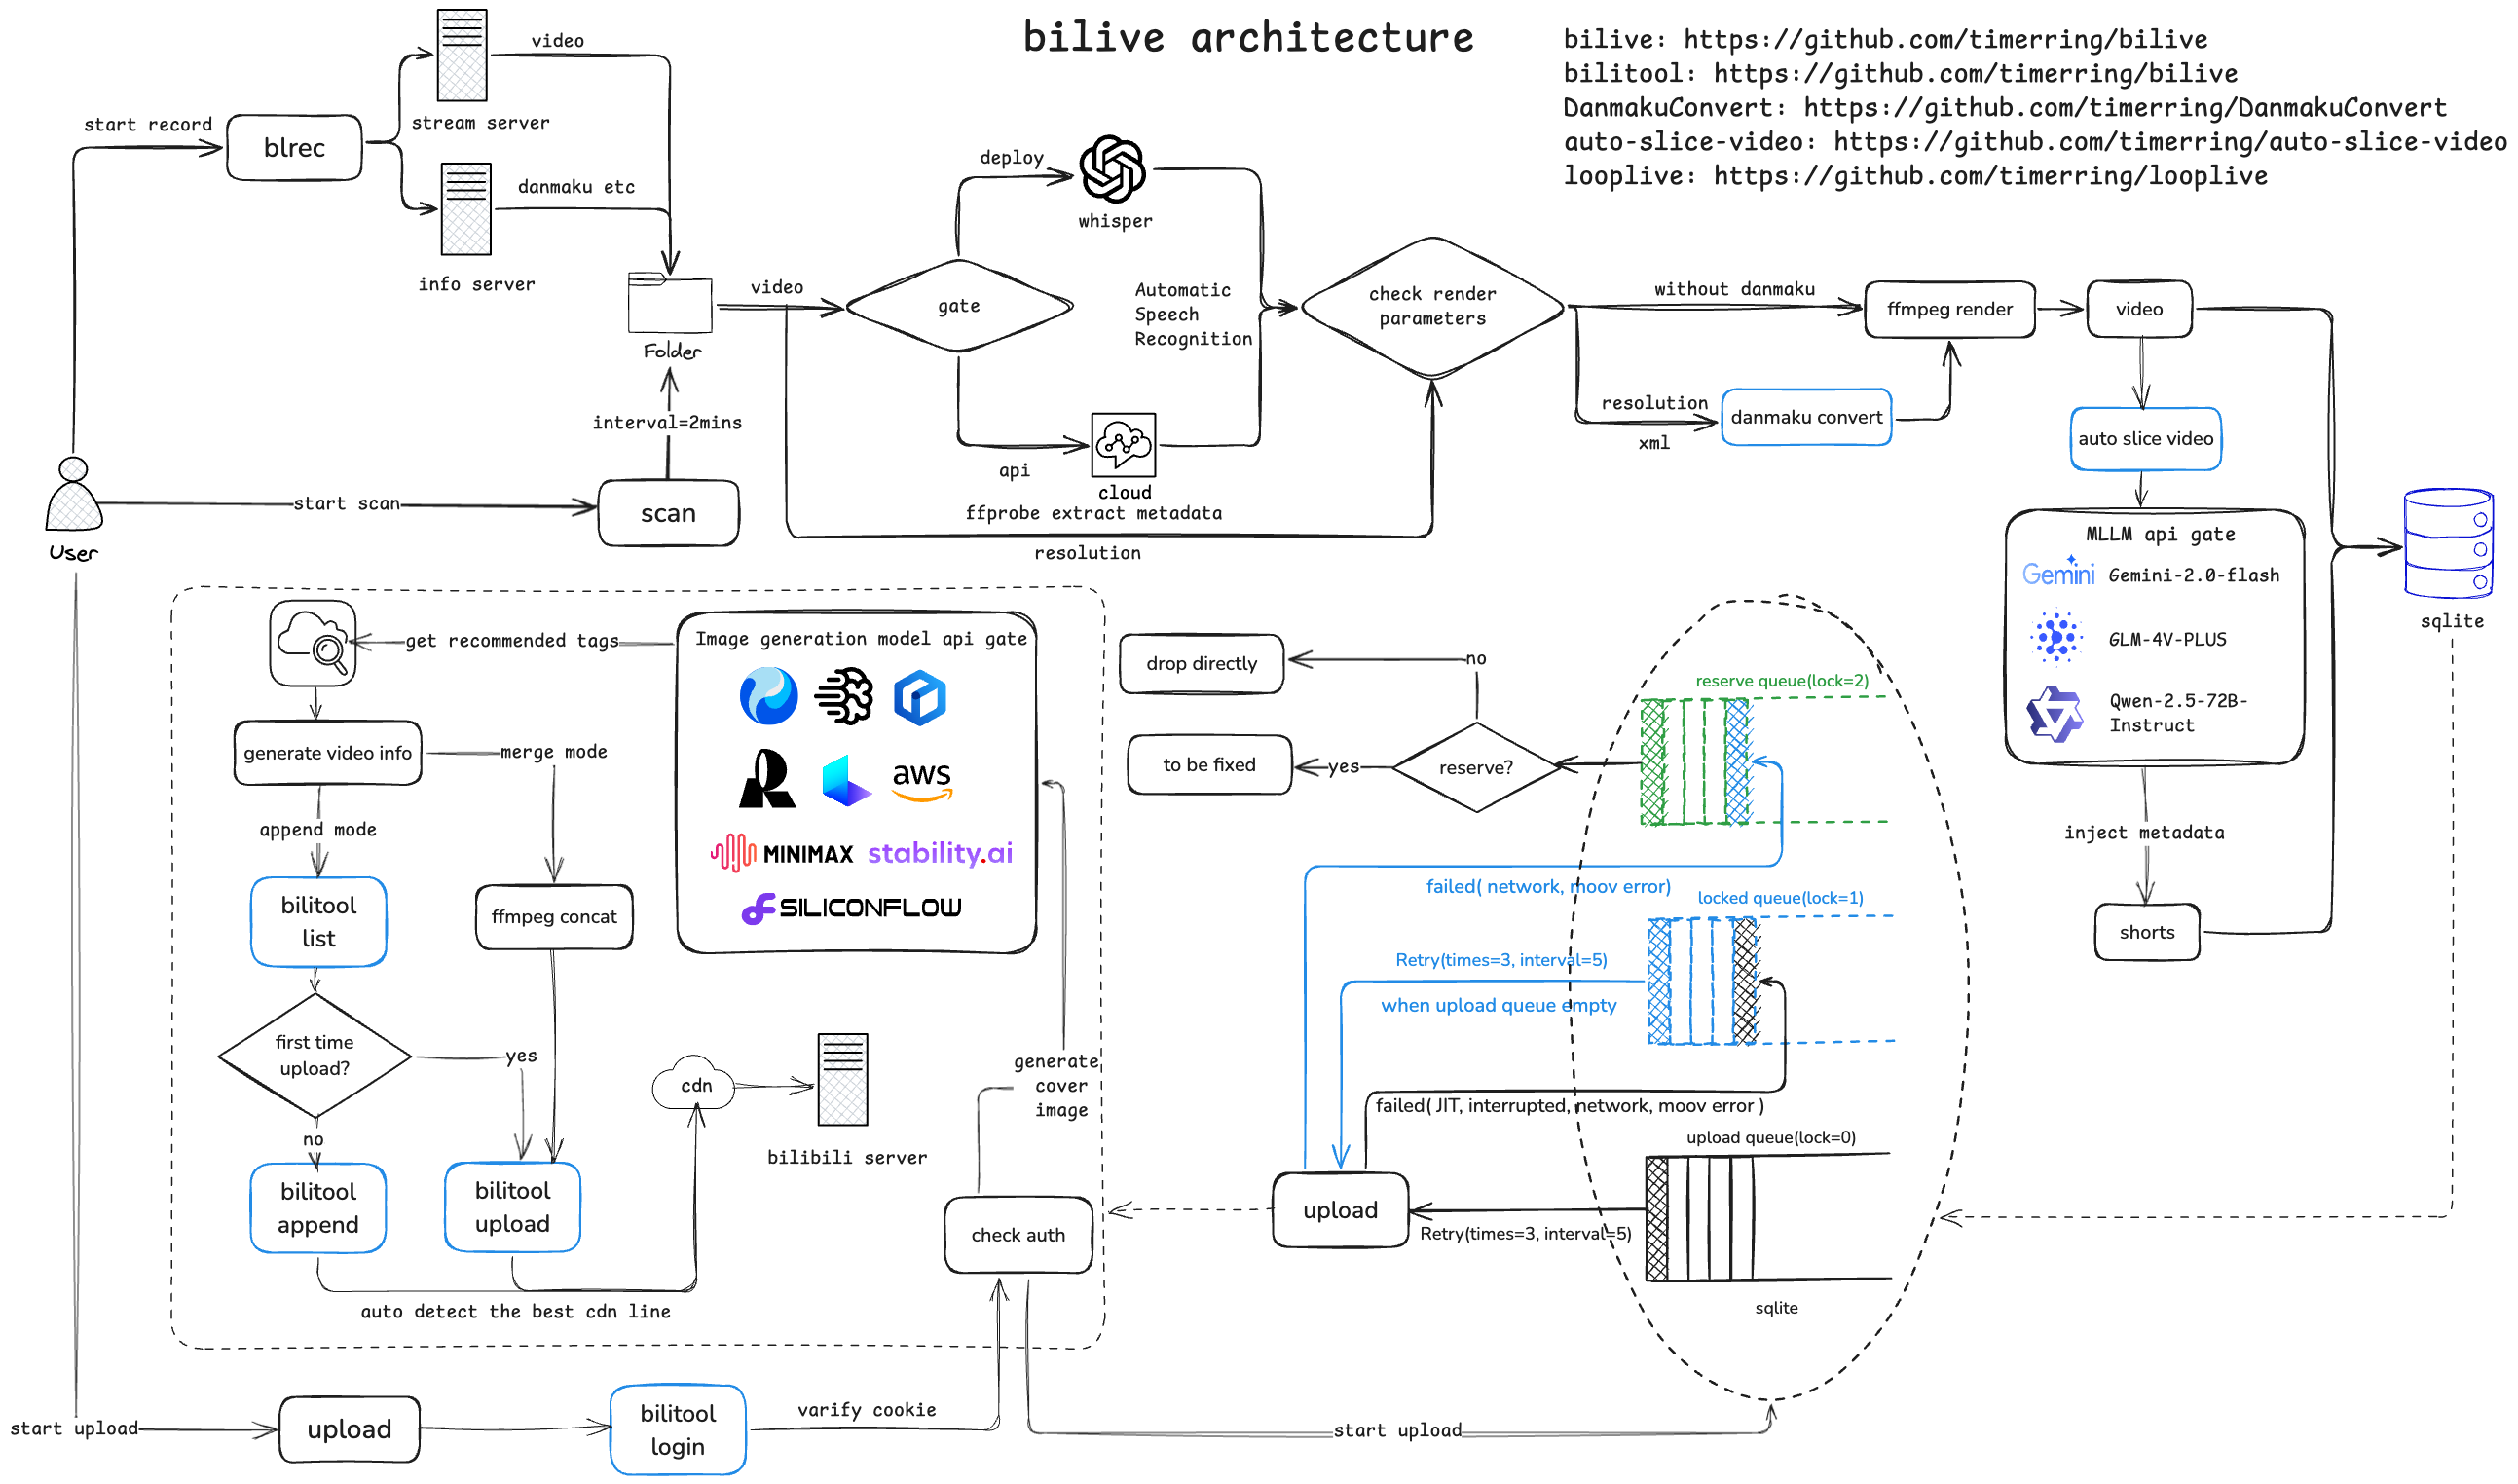 bilive architecture
bilive: https://github.com/timerring/bilive
bilitool: https://github.com/timerring/bilive
DanmakuConvert: https://github.com/timerring/DanmakuConvert
auto-slice-video: https://github.com/timerring/auto-slice-video
looplive: https://github.com/timerring/looplive
start record
blrec
video
stream server
danmaku etc
info server
Folder
interval=2mins
start scan
scan
User
video
gate
deploy
whisper
Automatic
Speech
Recognition
api
cloud
ffprobe extract metadata
resolution
check render
parameters
without danmaku
resolution
xml
danmaku convert
ffmpeg render
video
auto slice video
MLLM api gate
Gemini
Gemini-2.0-flash
GLM-4V-PLUS
Qwen-2.5-72B-
Instruct
inject metadata
shorts
sqlite
get recommended tags
Image generation model api gate
aws
MINIMAX
stability.ai
SILICONFLOW
generate video info
merge mode
append mode
bilitool
list
ffmpeg concat
first time
upload?
yes
no
bilitool
append
bilitool
upload
auto detect the best cdn line
cdn
bilibili server
generate
cover
image
check auth
drop directly
no
to be fixed
yes
reserve?
reserve queue(lock=2)
failed( network, moov error)
locked queue(lock=1)
Retry(times=3, interval=5)
when upload queue empty
failed( JIT, interrupted, network, moov error )
upload queue(lock=0)
upload
Retry(times=3, interval=5)
sqlite
start upload
upload
bilitool
login
varify cookie
start upload